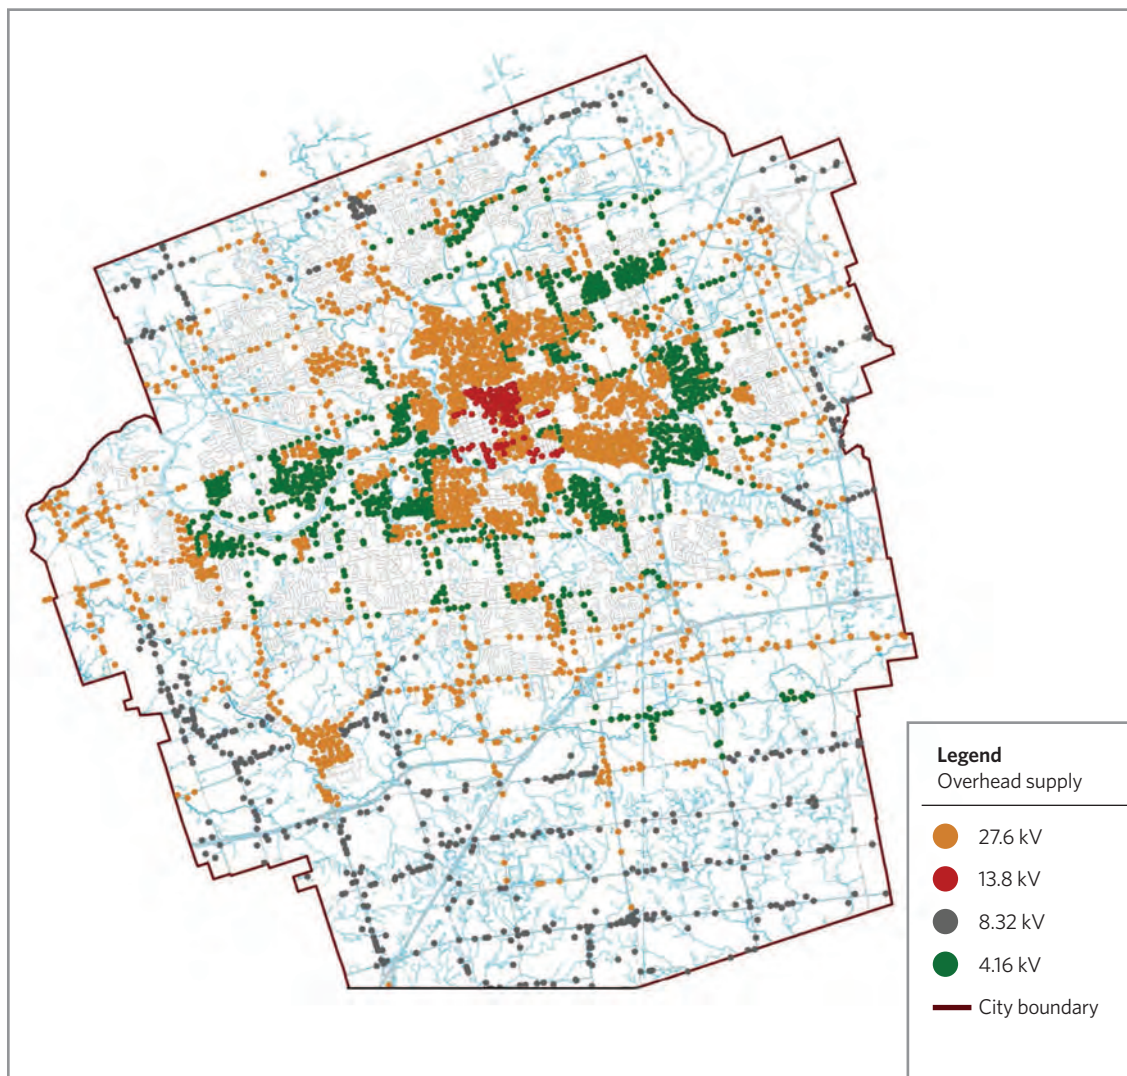 Legend
Overhead supply
27.6 kV
13.8 kV
8.32 kV
4.16 kV
City boundary